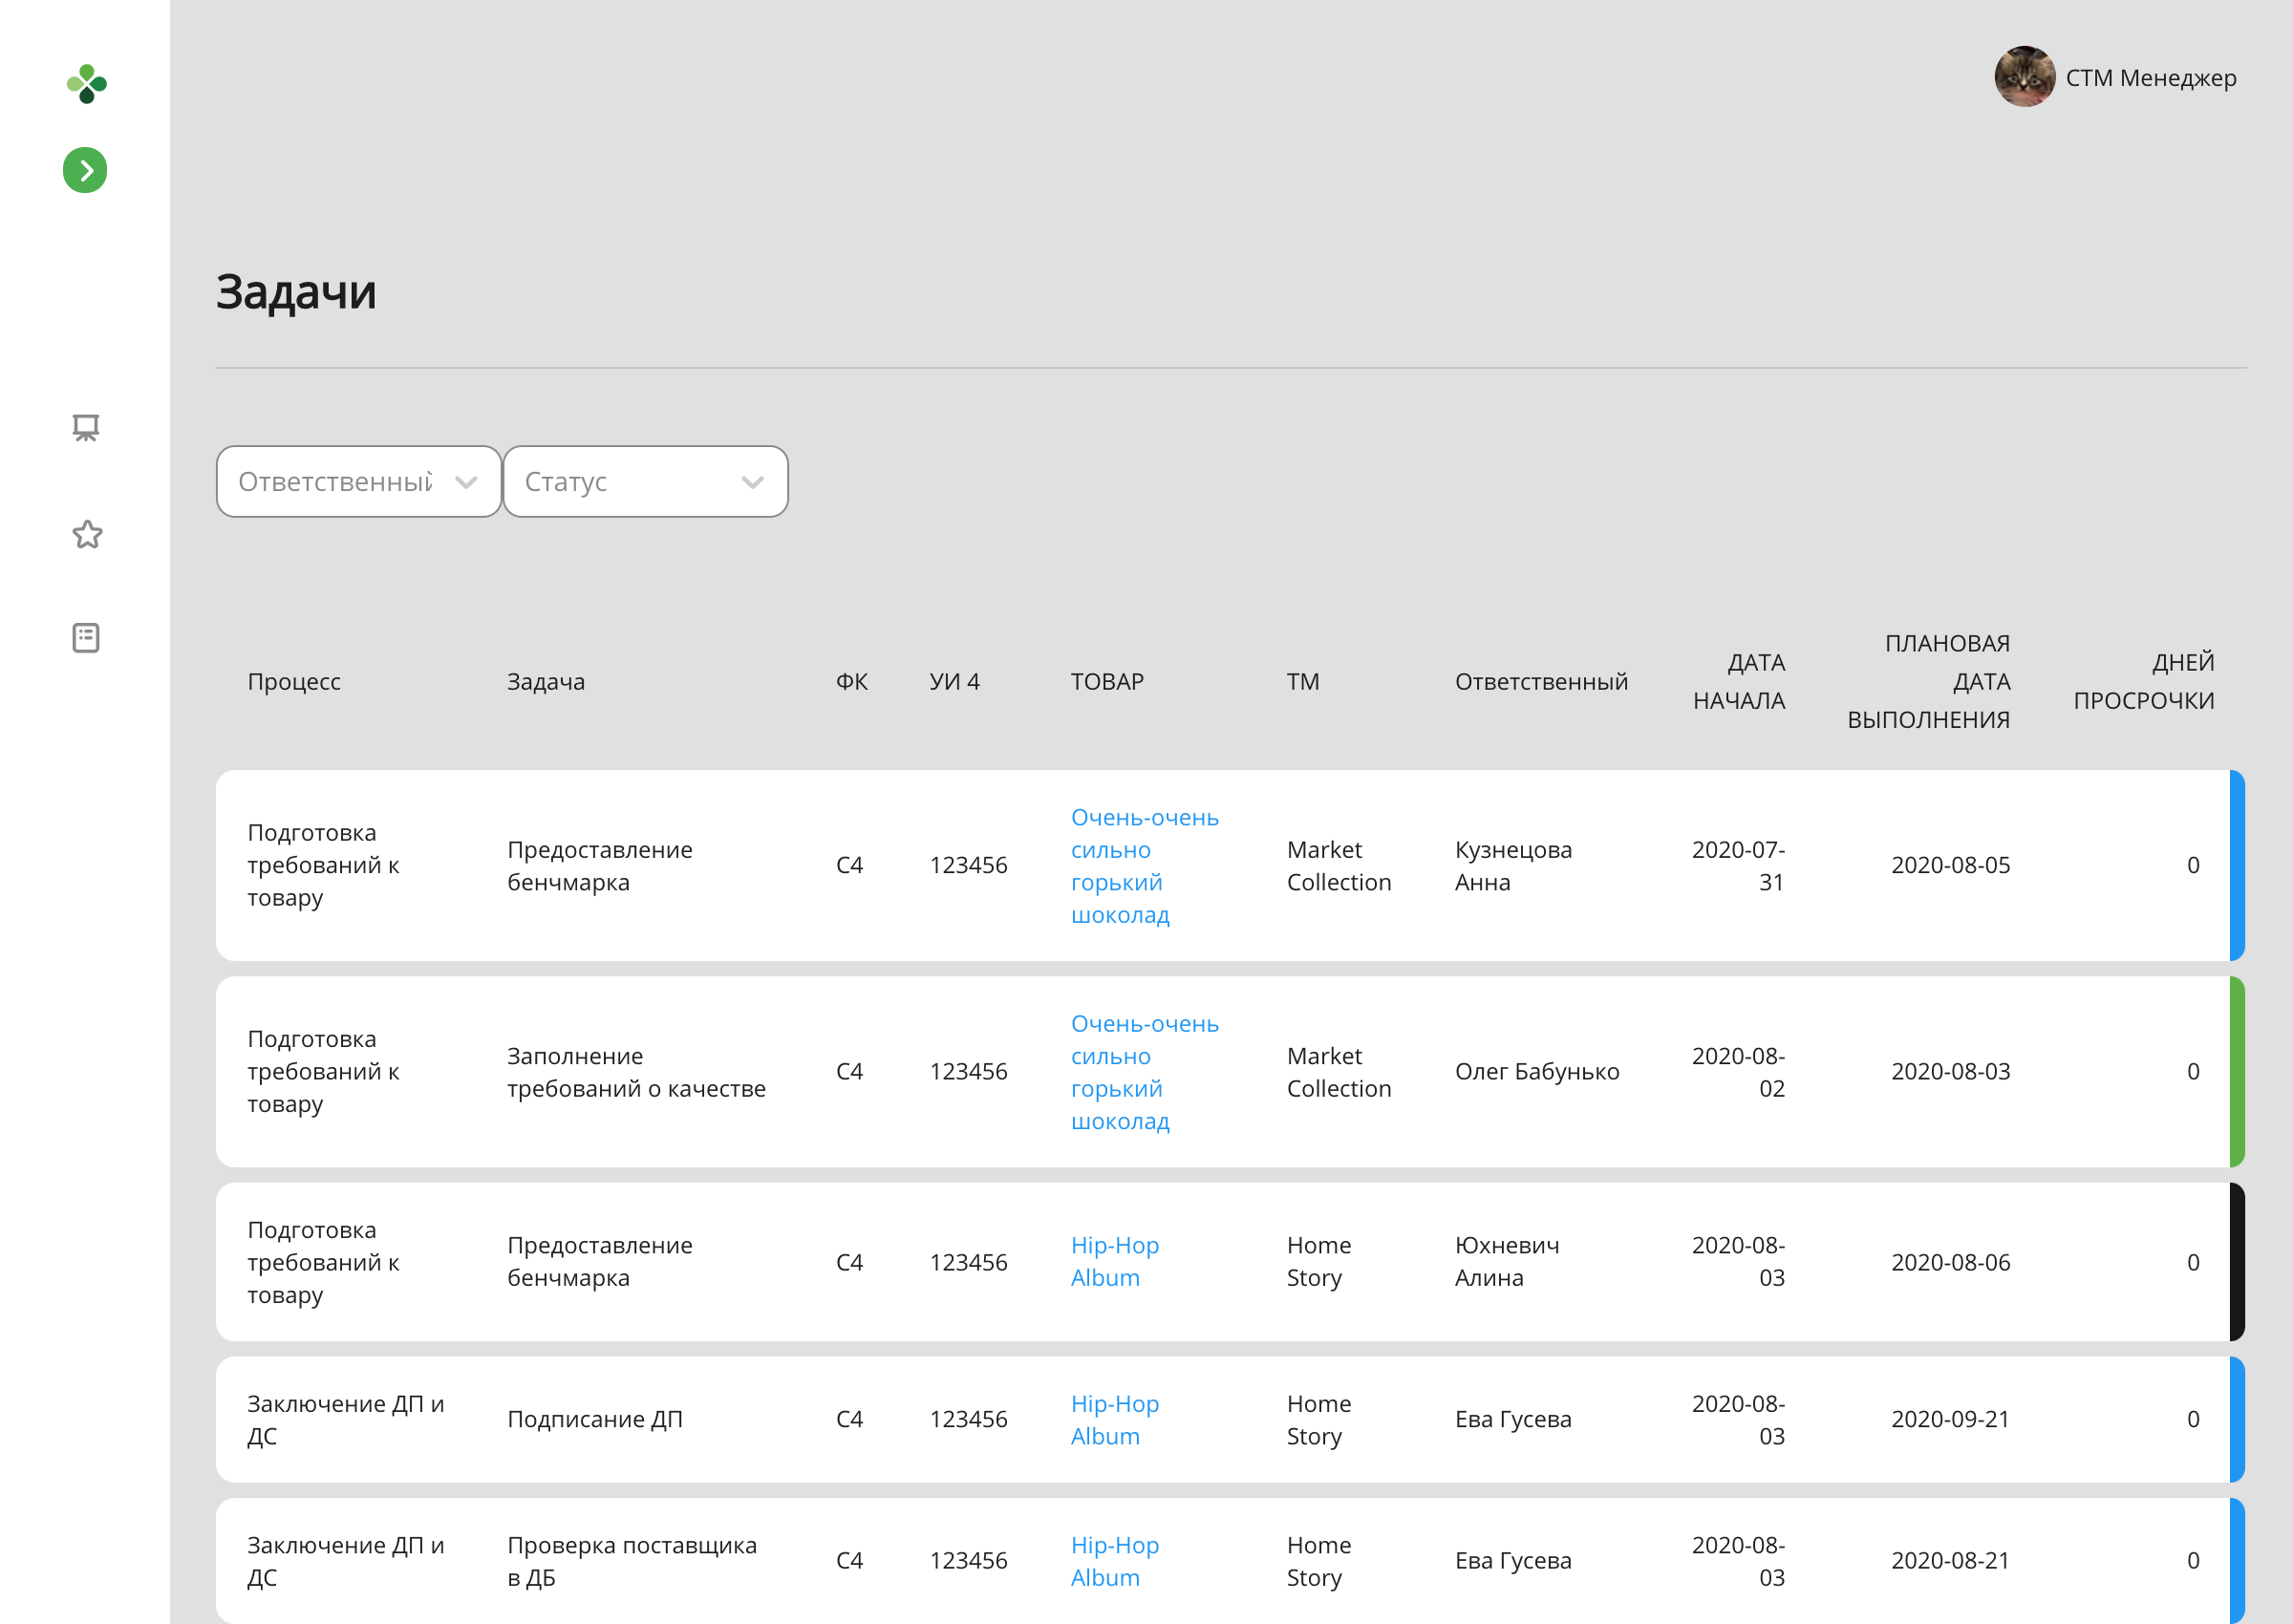 СТМ Менеджер
Задачи
Ответственный
Статус
Процесс
Задача
ФК
УИ 4
ТОВАР
ТМ
Ответственный
ДАТА
НАЧАЛА
ПЛАНОВАЯ
ДАТА
ВЫПОЛНЕНИЯ
ДНЕЙ
ПРОСРОЧКИ
Подготовка
требований к
товару
Предоставление
бенчмарка
С4
123456
Очень-очень
сильно
горький
шоколад
Market
Collection
Кузнецова
Анна
2020-07-
31
2020-08-05
0
Подготовка
требований к
товару
Заполнение
требований о качестве
С4
123456
Очень-очень
сильно
горький
шоколад
Market
Collection
Олег Бабунько
2020-08-
02
2020-08-03
0
Подготовка
требований к
товару
Предоставление
бенчмарка
С4
123456
Hip-Hop
Album
Home
Story
Юхневич
Алина
2020-08-
03
2020-08-06
0
Заключение ДП и
ДС
Подписание ДП
С4
123456
Hip-Hop
Album
Home
Story
Ева Гусева
2020-08-
03
2020-09-21
0
Заключение ДП и
ДС
Проверка поставщика
в ДБ
С4
123456
Hip-Hop
Album
Home
Story
Ева Гусева
2020-08-
03
2020-08-21
0